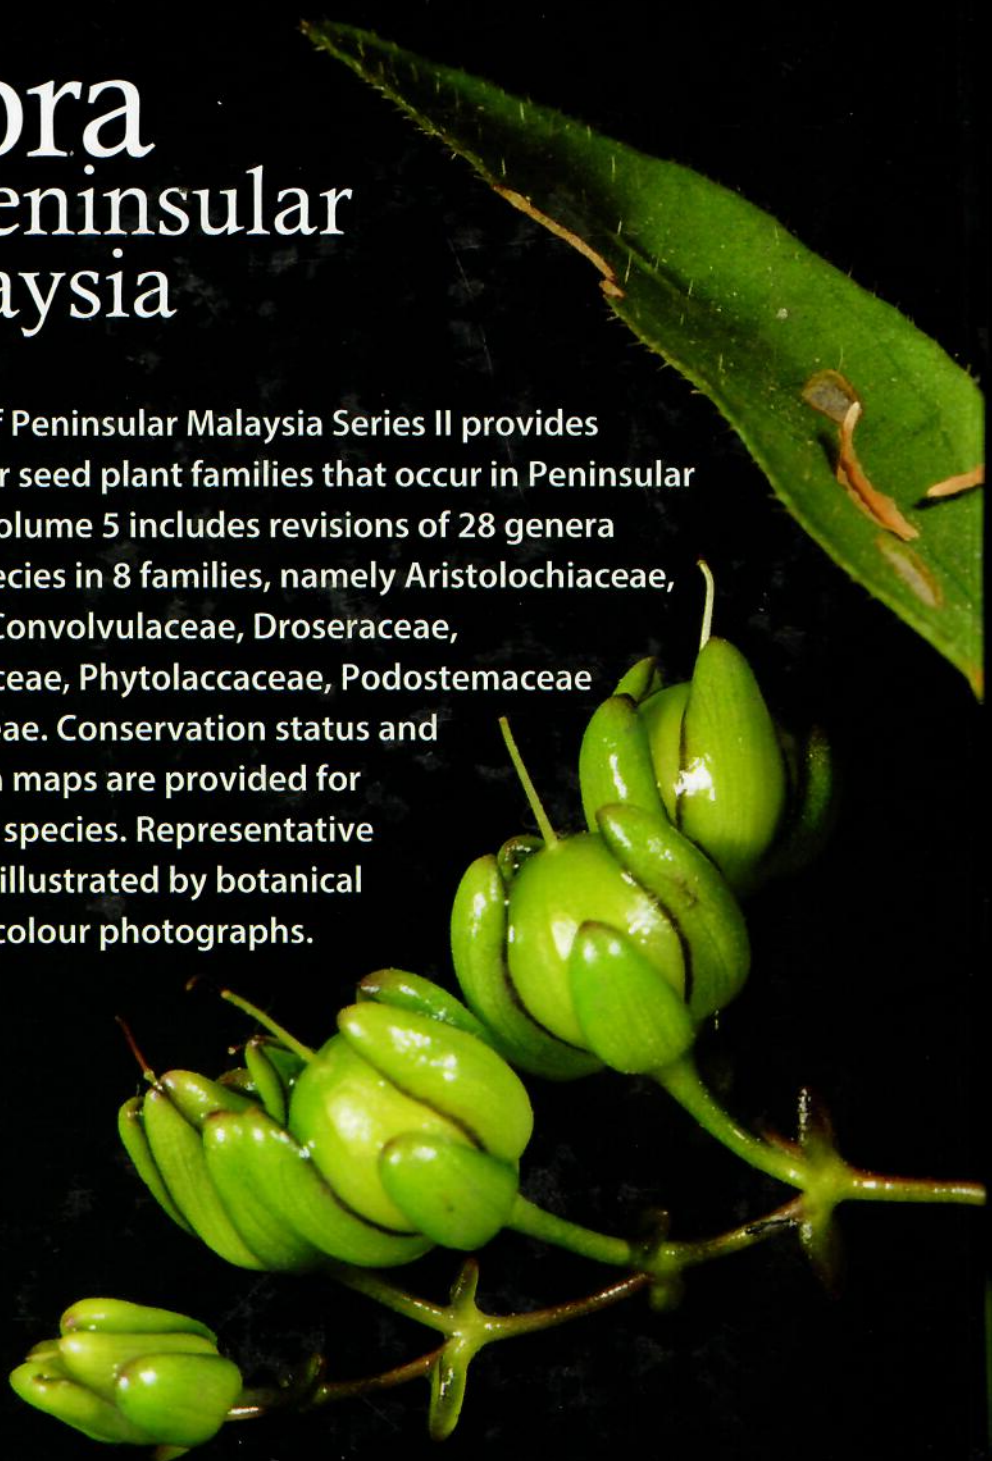 ora
eninsular
aysia
f Peninsular Malaysia Series II provides
r seed plant families that occur in Peninsular
olume 5 includes revisions of 28 genera
ecies in 8 families, namely Aristolochiaceae,
Convolvulaceae, Droseraceae,
ceae, Phytolaccaceae, Podostemaceae
eae. Conservation status and
n maps are provided for
species. Representative
illustrated by botanical
colour photographs.